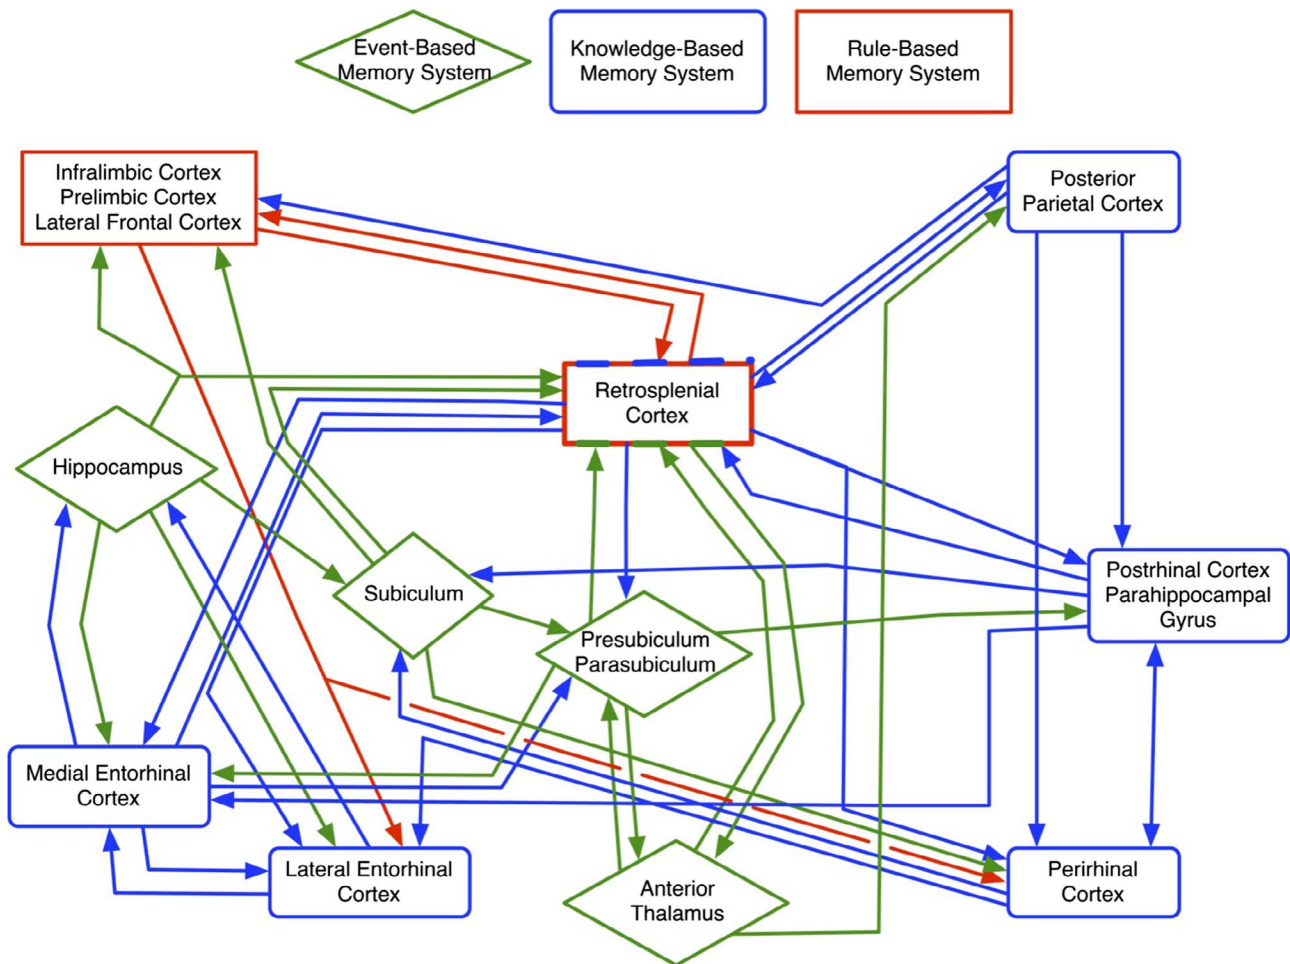 Event-Based
Memory System
Knowledge-Based
Memory System
Rule-Based
Memory System
Infralimbic Cortex
Prelimbic Cortex
Lateral Frontal Cortex
Posterior
Parietal Cortex
Retrosplenial
Cortex
Hippocampus
Subiculum
Presubiculum
Parasubiculum
Postrhinal Cortex
Parahippocampal
Gyrus
Medial Entorhinal
Cortex
Lateral Entorhinal
Cortex
Anterior
Thalamus
Perirhinal
Cortex